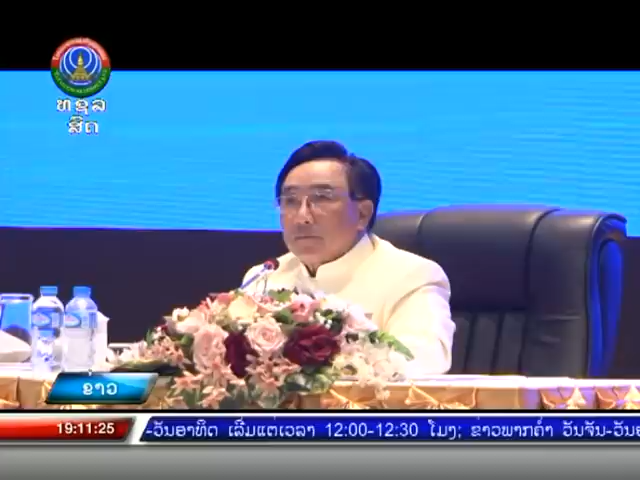 ທຊລ
ສົດ
ຂ່າວ
19:11:25
-ວັນອາທິດ ເລີ່ມແຕ່ເວລາ 12:00-12:30 ໂມງ; ຂ່າວພາກຄ່ຳ ວັນຈັນ-